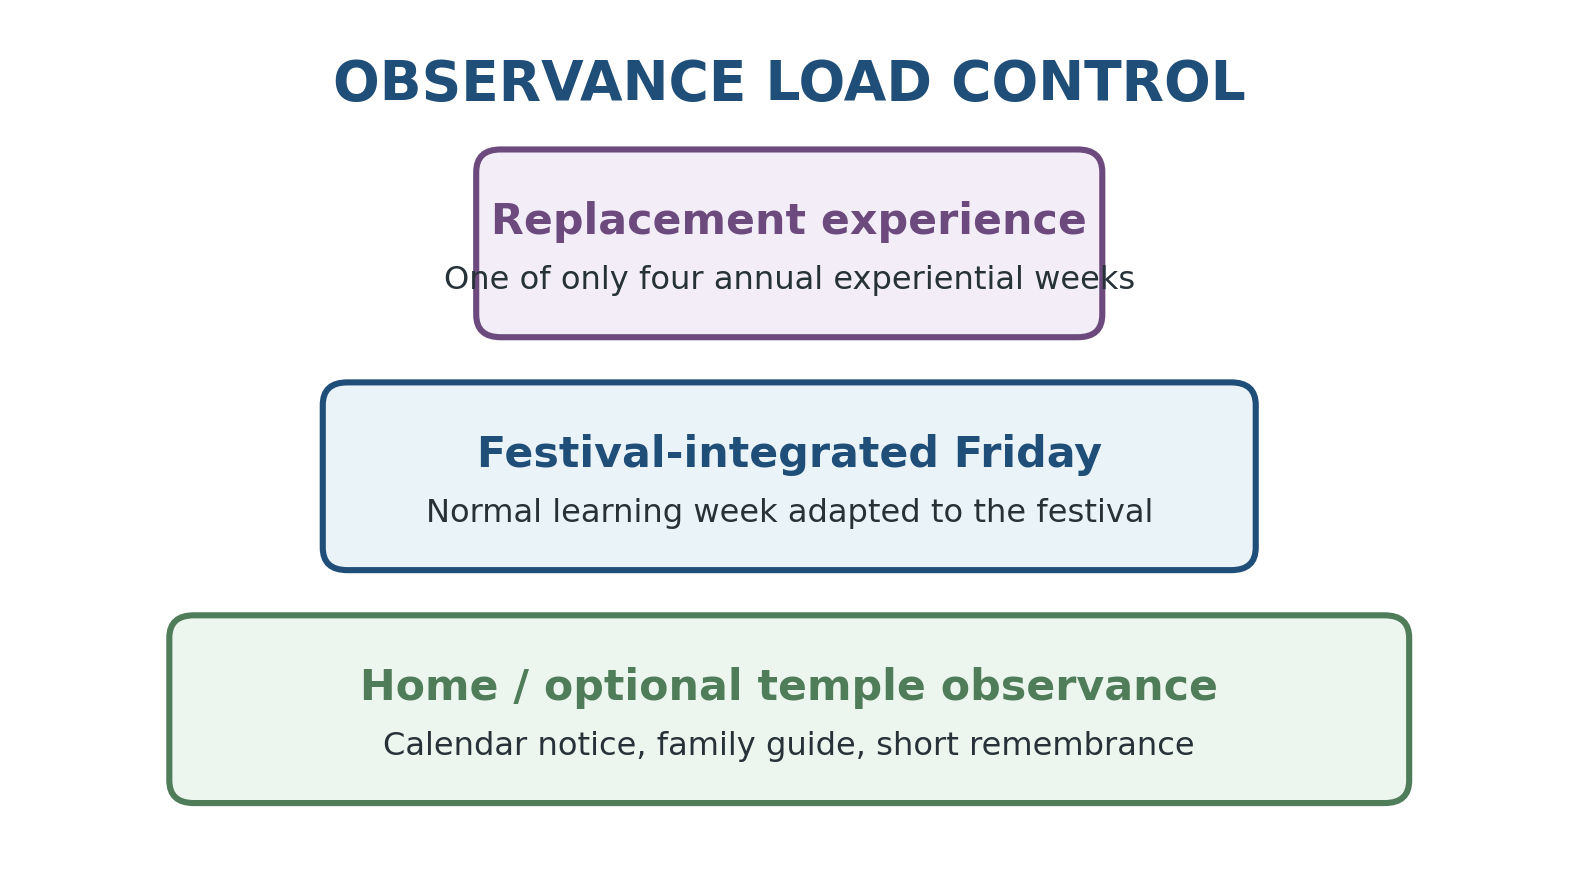 OBSERVANCE LOAD CONTROL
Replacement experience
One of only four annual experiential weeks
Festival-integrated Friday
Normal learning week adapted to the festival
Home / optional temple observance
Calendar notice, family guide, short remembrance